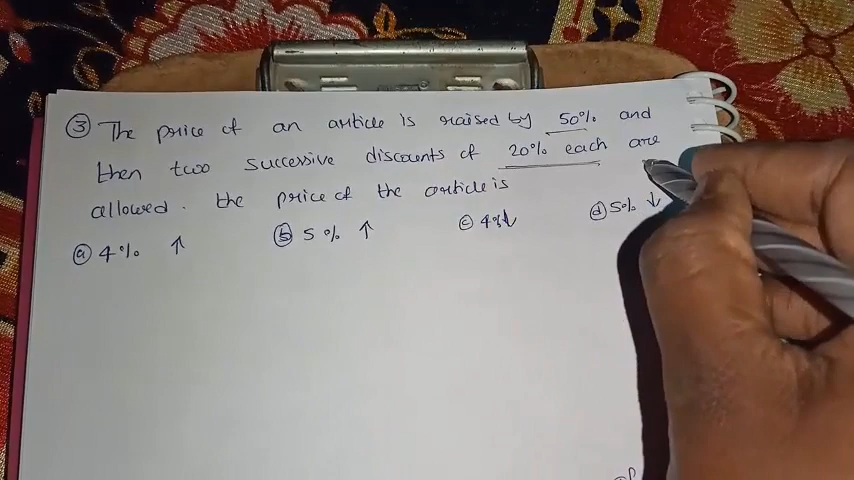 ③ The price of an article is raised by 50% and
then two successive discounts of 20% each are
allowed. the price of the article is
ⓐ 4% ↑ ⓑ 5% ↑ ⓒ 4%↓ ⓓ 5% ↓